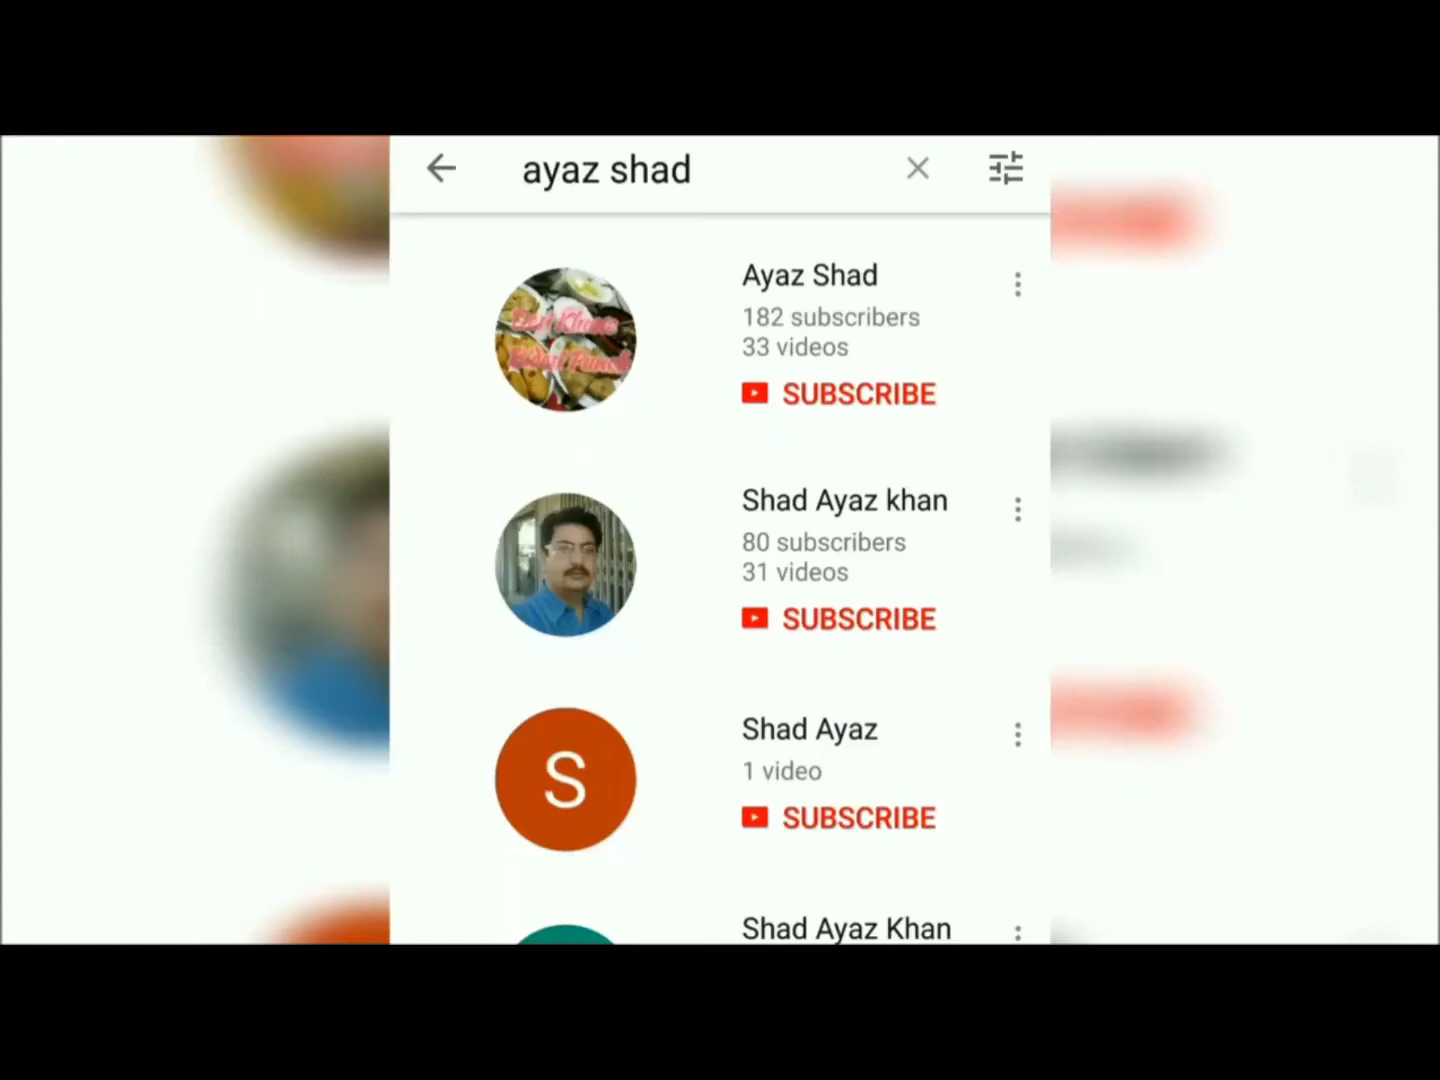 ayaz shad
Ayaz Shad
182 subscribers
33 videos
SUBSCRIBE
Shad Ayaz khan
80 subscribers
31 videos
SUBSCRIBE
S
Shad Ayaz
1 video
SUBSCRIBE
Shad Ayaz Khan